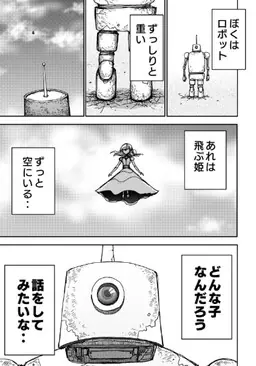 ぼくは
ロボット
ずっしりと
重い
あれは
飛ぶ姫
ずっと
空にいる・・
どんな子
なんだろう
話をして
みたいな・・